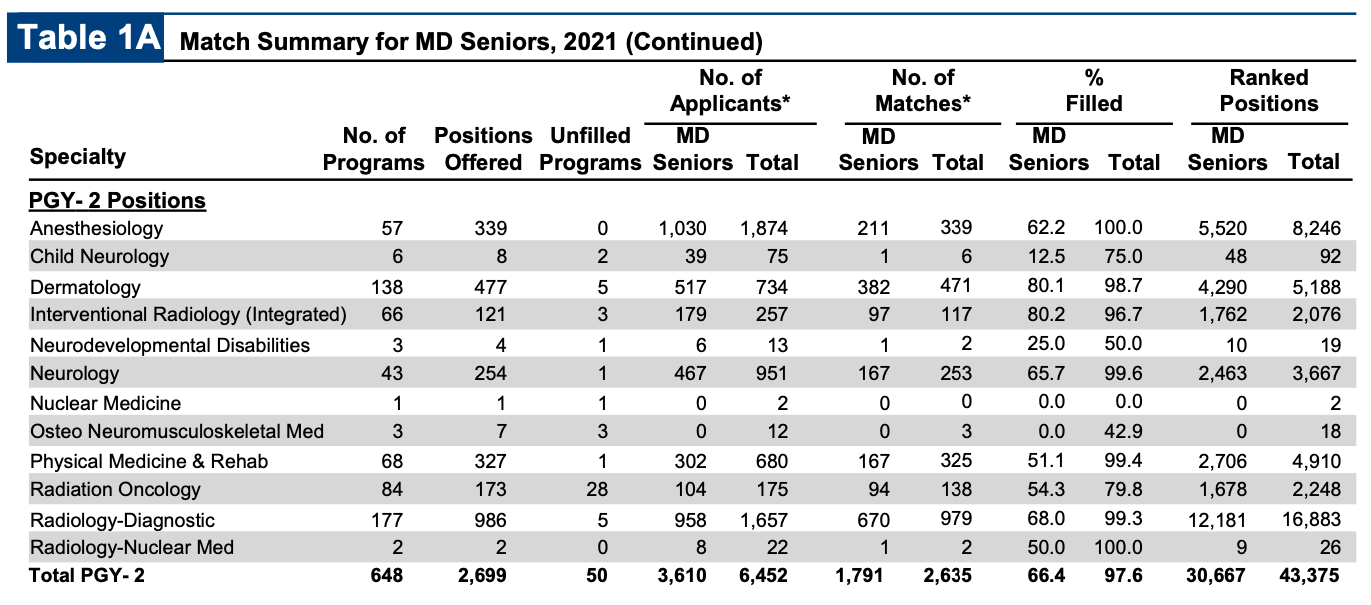 Table 1A Match Summary for MD Seniors, 2021 (Continued)
No. of No. of % Ranked
Applicants* Matches* Filled Positions
No. of Positions Unfilled MD MD MD MD
Specialty Programs Offered Programs Seniors Total Seniors Total Seniors Total Seniors Total
PGY- 2 Positions
Anesthesiology 57 339 0 1,030 1,874 211 339 62.2 100.0 5,520 8,246
Child Neurology 6 8 2 39 75 1 6 12.5 75.0 48 92
Dermatology 138 477 5 517 734 382 471 80.1 98.7 4,290 5,188
Interventional Radiology (Integrated) 66 121 3 179 257 97 117 80.2 96.7 1,762 2,076
Neurodevelopmental Disabilities 3 4 1 6 13 1 2 25.0 50.0 10 19
Neurology 43 254 1 467 951 167 253 65.7 99.6 2,463 3,667
Nuclear Medicine 1 1 1 0 2 0 0 0.0 0.0 0 2
Osteo Neuromusculoskeletal Med 3 7 3 0 12 0 3 0.0 42.9 0 18
Physical Medicine & Rehab 68 327 1 302 680 167 325 51.1 99.4 2,706 4,910
Radiation Oncology 84 173 28 104 175 94 138 54.3 79.8 1,678 2,248
Radiology-Diagnostic 177 986 5 958 1,657 670 979 68.0 99.3 12,181 16,883
Radiology-Nuclear Med 2 2 0 8 22 1 2 50.0 100.0 9 26
Total PGY- 2 648 2,699 50 3,610 6,452 1,791 2,635 66.4 97.6 30,667 43,375